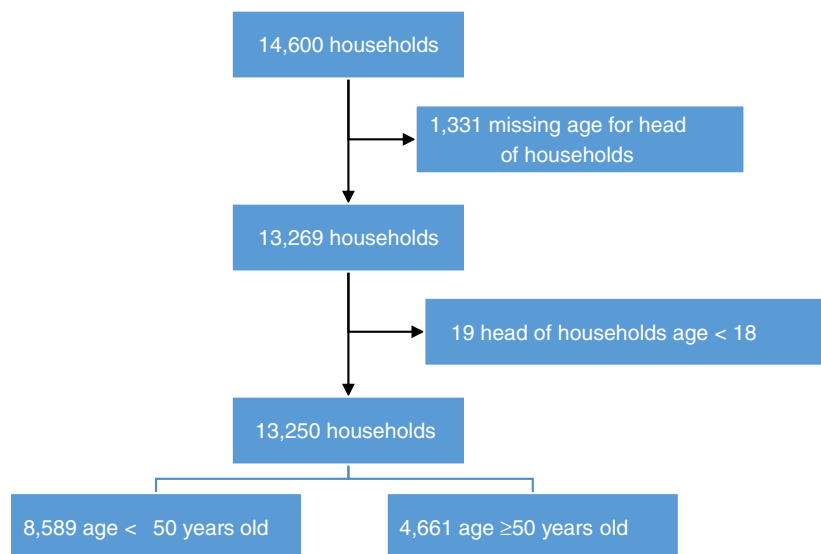 14,600 households
1,331 missing age for head
of households
13,269 households
19 head of households age < 18
13,250 households
8,589 age < 50 years old
4,661 age ≥50 years old